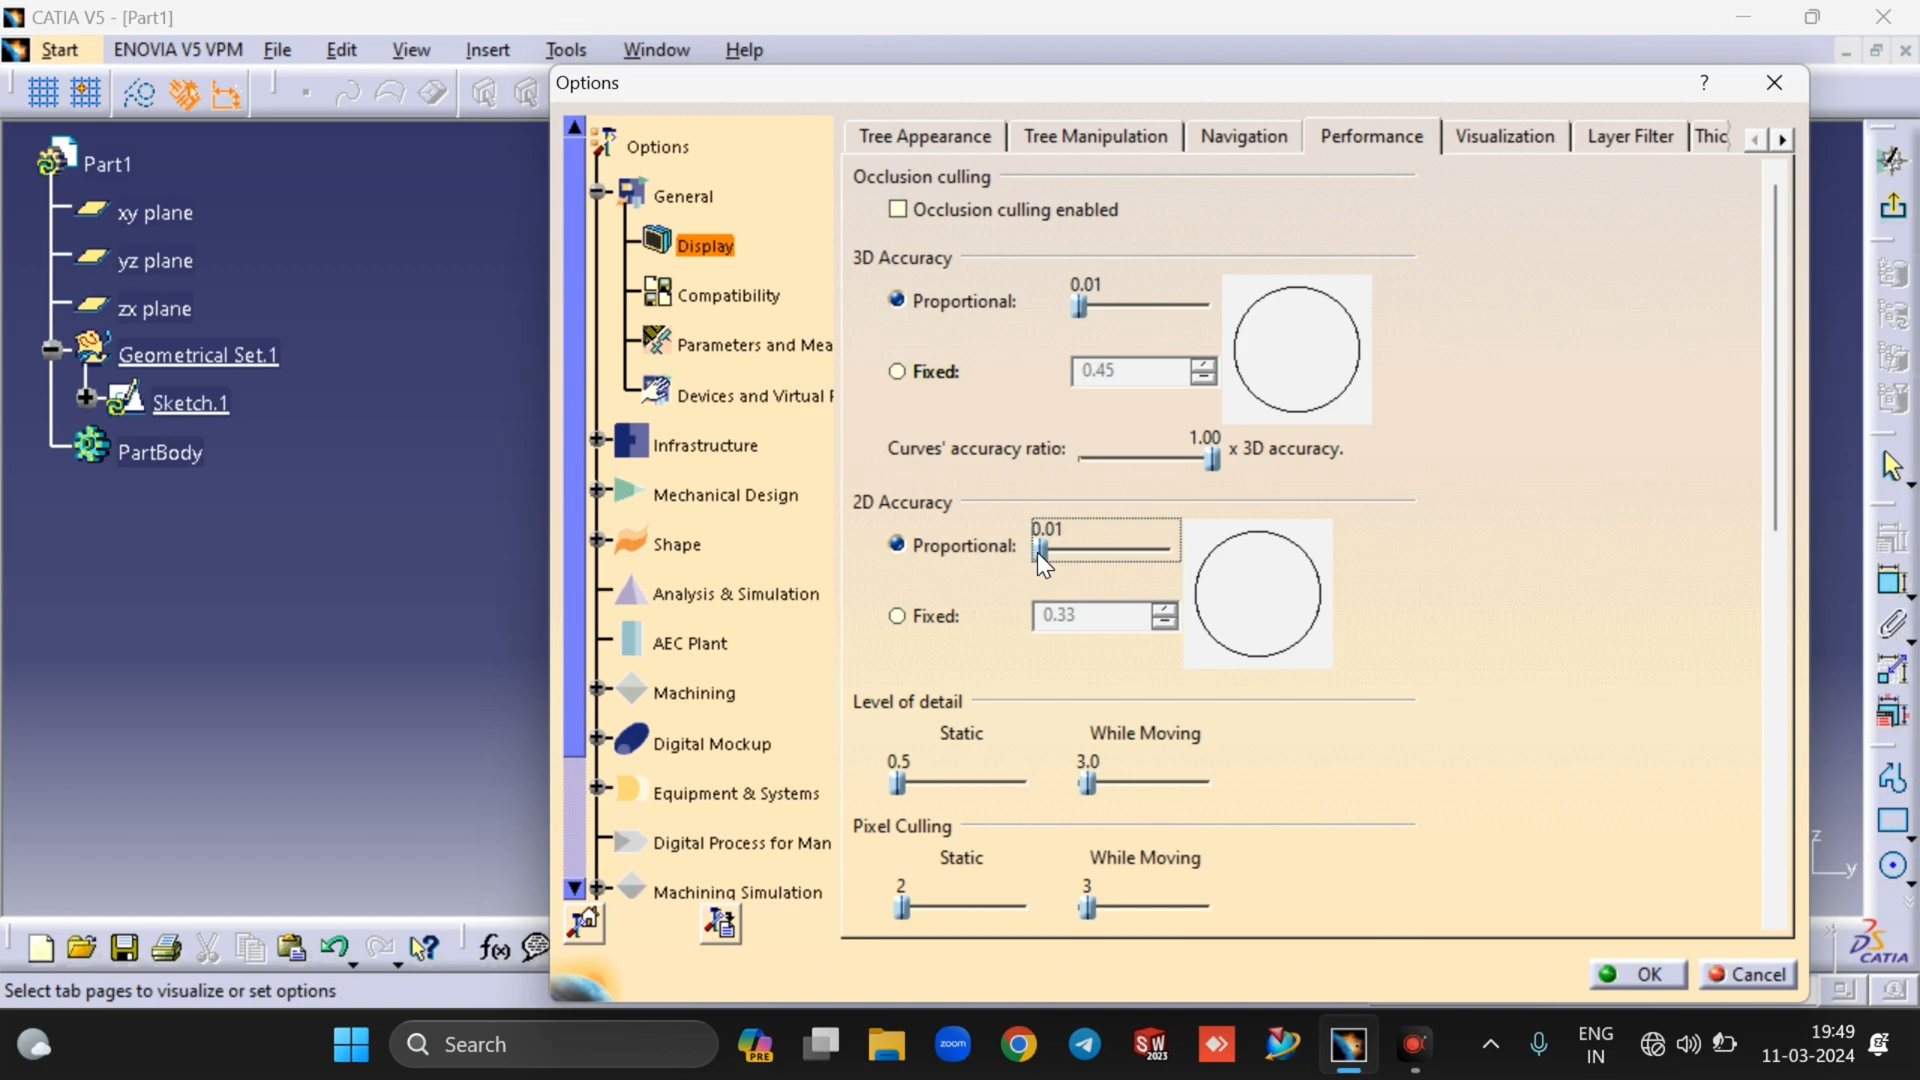 CATIA V5 - [Part1]
Start ENOVIA V5 VPM File Edit View Insert Tools Window Help
Options
Part1
xy plane
yz plane
zx plane
Geometrical Set.1
Sketch.1
PartBody
Options
General
Display
Compatibility
Parameters and Mea
Devices and Virtual
Infrastructure
Mechanical Design
Shape
Analysis & Simulation
AEC Plant
Machining
Digital Mockup
Equipment & Systems
Digital Process for Man
Machining Simulation
Tree Appearance Tree Manipulation Navigation Performance Visualization Layer Filter Thic
Occlusion culling
Occlusion culling enabled
3D Accuracy
0.01
Proportional:
Fixed: 0.45
1.00
Curves' accuracy ratio: x 3D accuracy.
2D Accuracy
0.01
Proportional:
Fixed: 0.33
Level of detail
Static While Moving
0.5 3.0
Pixel Culling
Static While Moving
2 3
OK Cancel
z
y
DS
CATIA
f(x)
Select tab pages to visualize or set options
Search
PRE
zoom
SW
2023
ENG
IN
19:49
11-03-2024